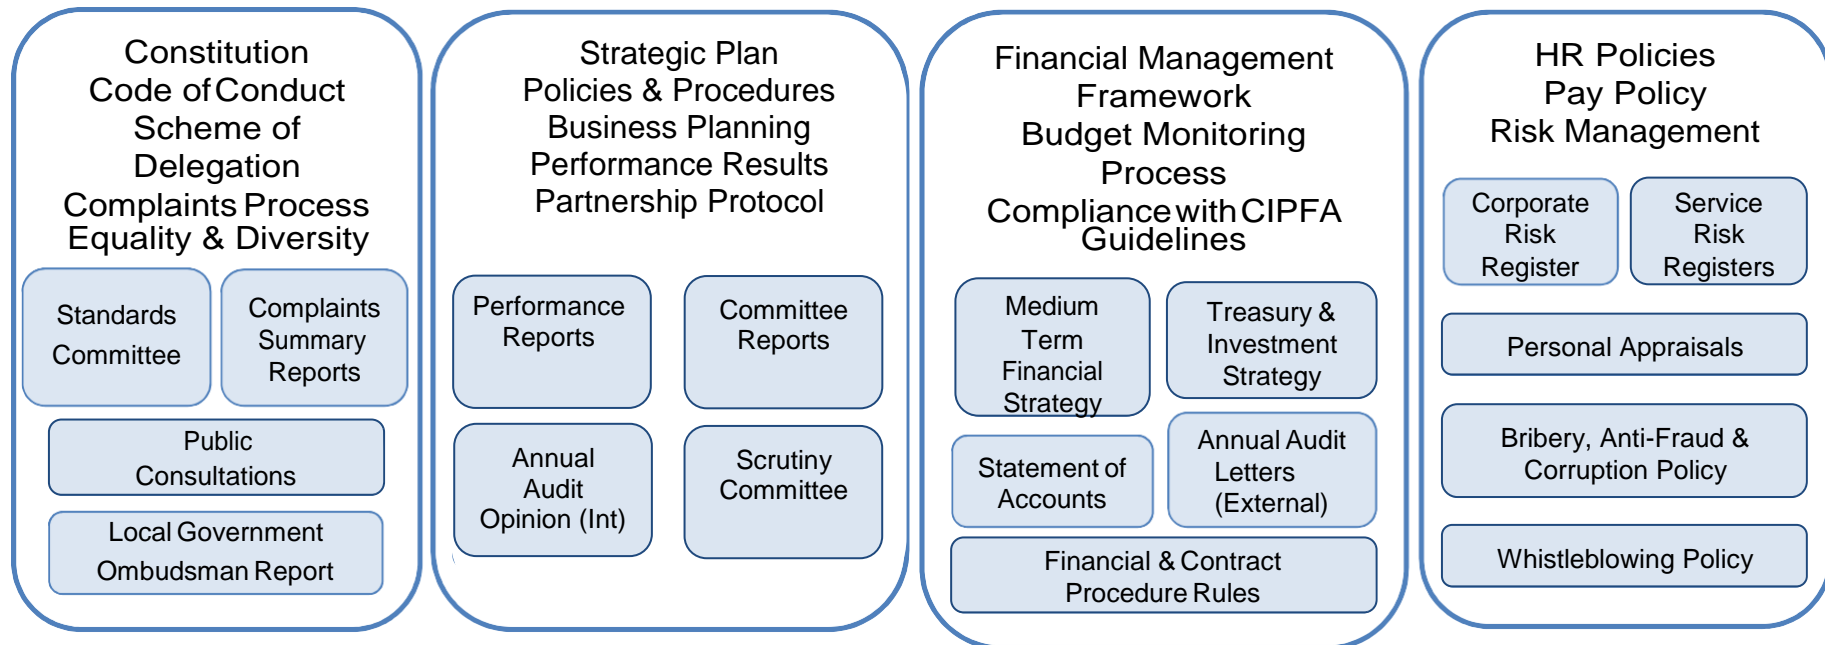 Constitution
Code of Conduct
Scheme of
Delegation
Complaints Process
Equality & Diversity
Standards
Committee
Complaints
Summary
Reports
Public
Consultations
Local Government
Ombudsman Report
Strategic Plan
Policies & Procedures
Business Planning
Performance Results
Partnership Protocol
Performance
Reports
Committee
Reports
Annual
Audit
Opinion (Int)
Scrutiny
Committee
Financial Management
Framework
Budget Monitoring
Process
Compliance with CIPFA
Guidelines
Medium
Term
Financial
Strategy
Treasury &
Investment
Strategy
Statement of
Accounts
Annual Audit
Letters
(External)
Financial & Contract
Procedure Rules
HR Policies
Pay Policy
Risk Management
Corporate
Risk
Register
Service
Risk
Registers
Personal Appraisals
Bribery, Anti-Fraud &
Corruption Policy
Whistleblowing Policy